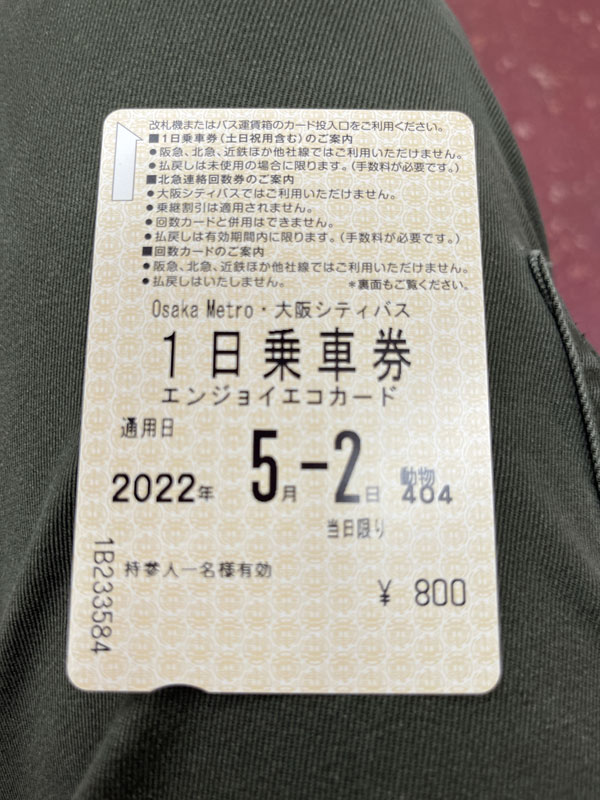 改札機またはバス運賃箱のカード投入口をご利用ください。
■1日乗車券(土日祝用含む)のご案内
●阪急、北急、近鉄ほか他社線ではご利用いただけません。
●払戻しは未使用の場合に限ります。(手数料が必要です。)
■北急連絡回数券のご案内
●大阪シティバスではご利用いただけません。
●乗継割引は適用されません。
●回数カードと併用はできません。
●払戻しは有効期間内に限ります。(手数料が必要です。)
■回数カードのご案内
●阪急、北急、近鉄ほか他社線ではご利用いただけません。
●払戻しはいたしません。 *裏面もご覧ください。
Osaka Metro・大阪シティバス
1日乗車券
エンジョイエコカード
通用日
2022年 5月-2日 動物 404
当日限り
持参人一名様有効
¥ 800
1B233584